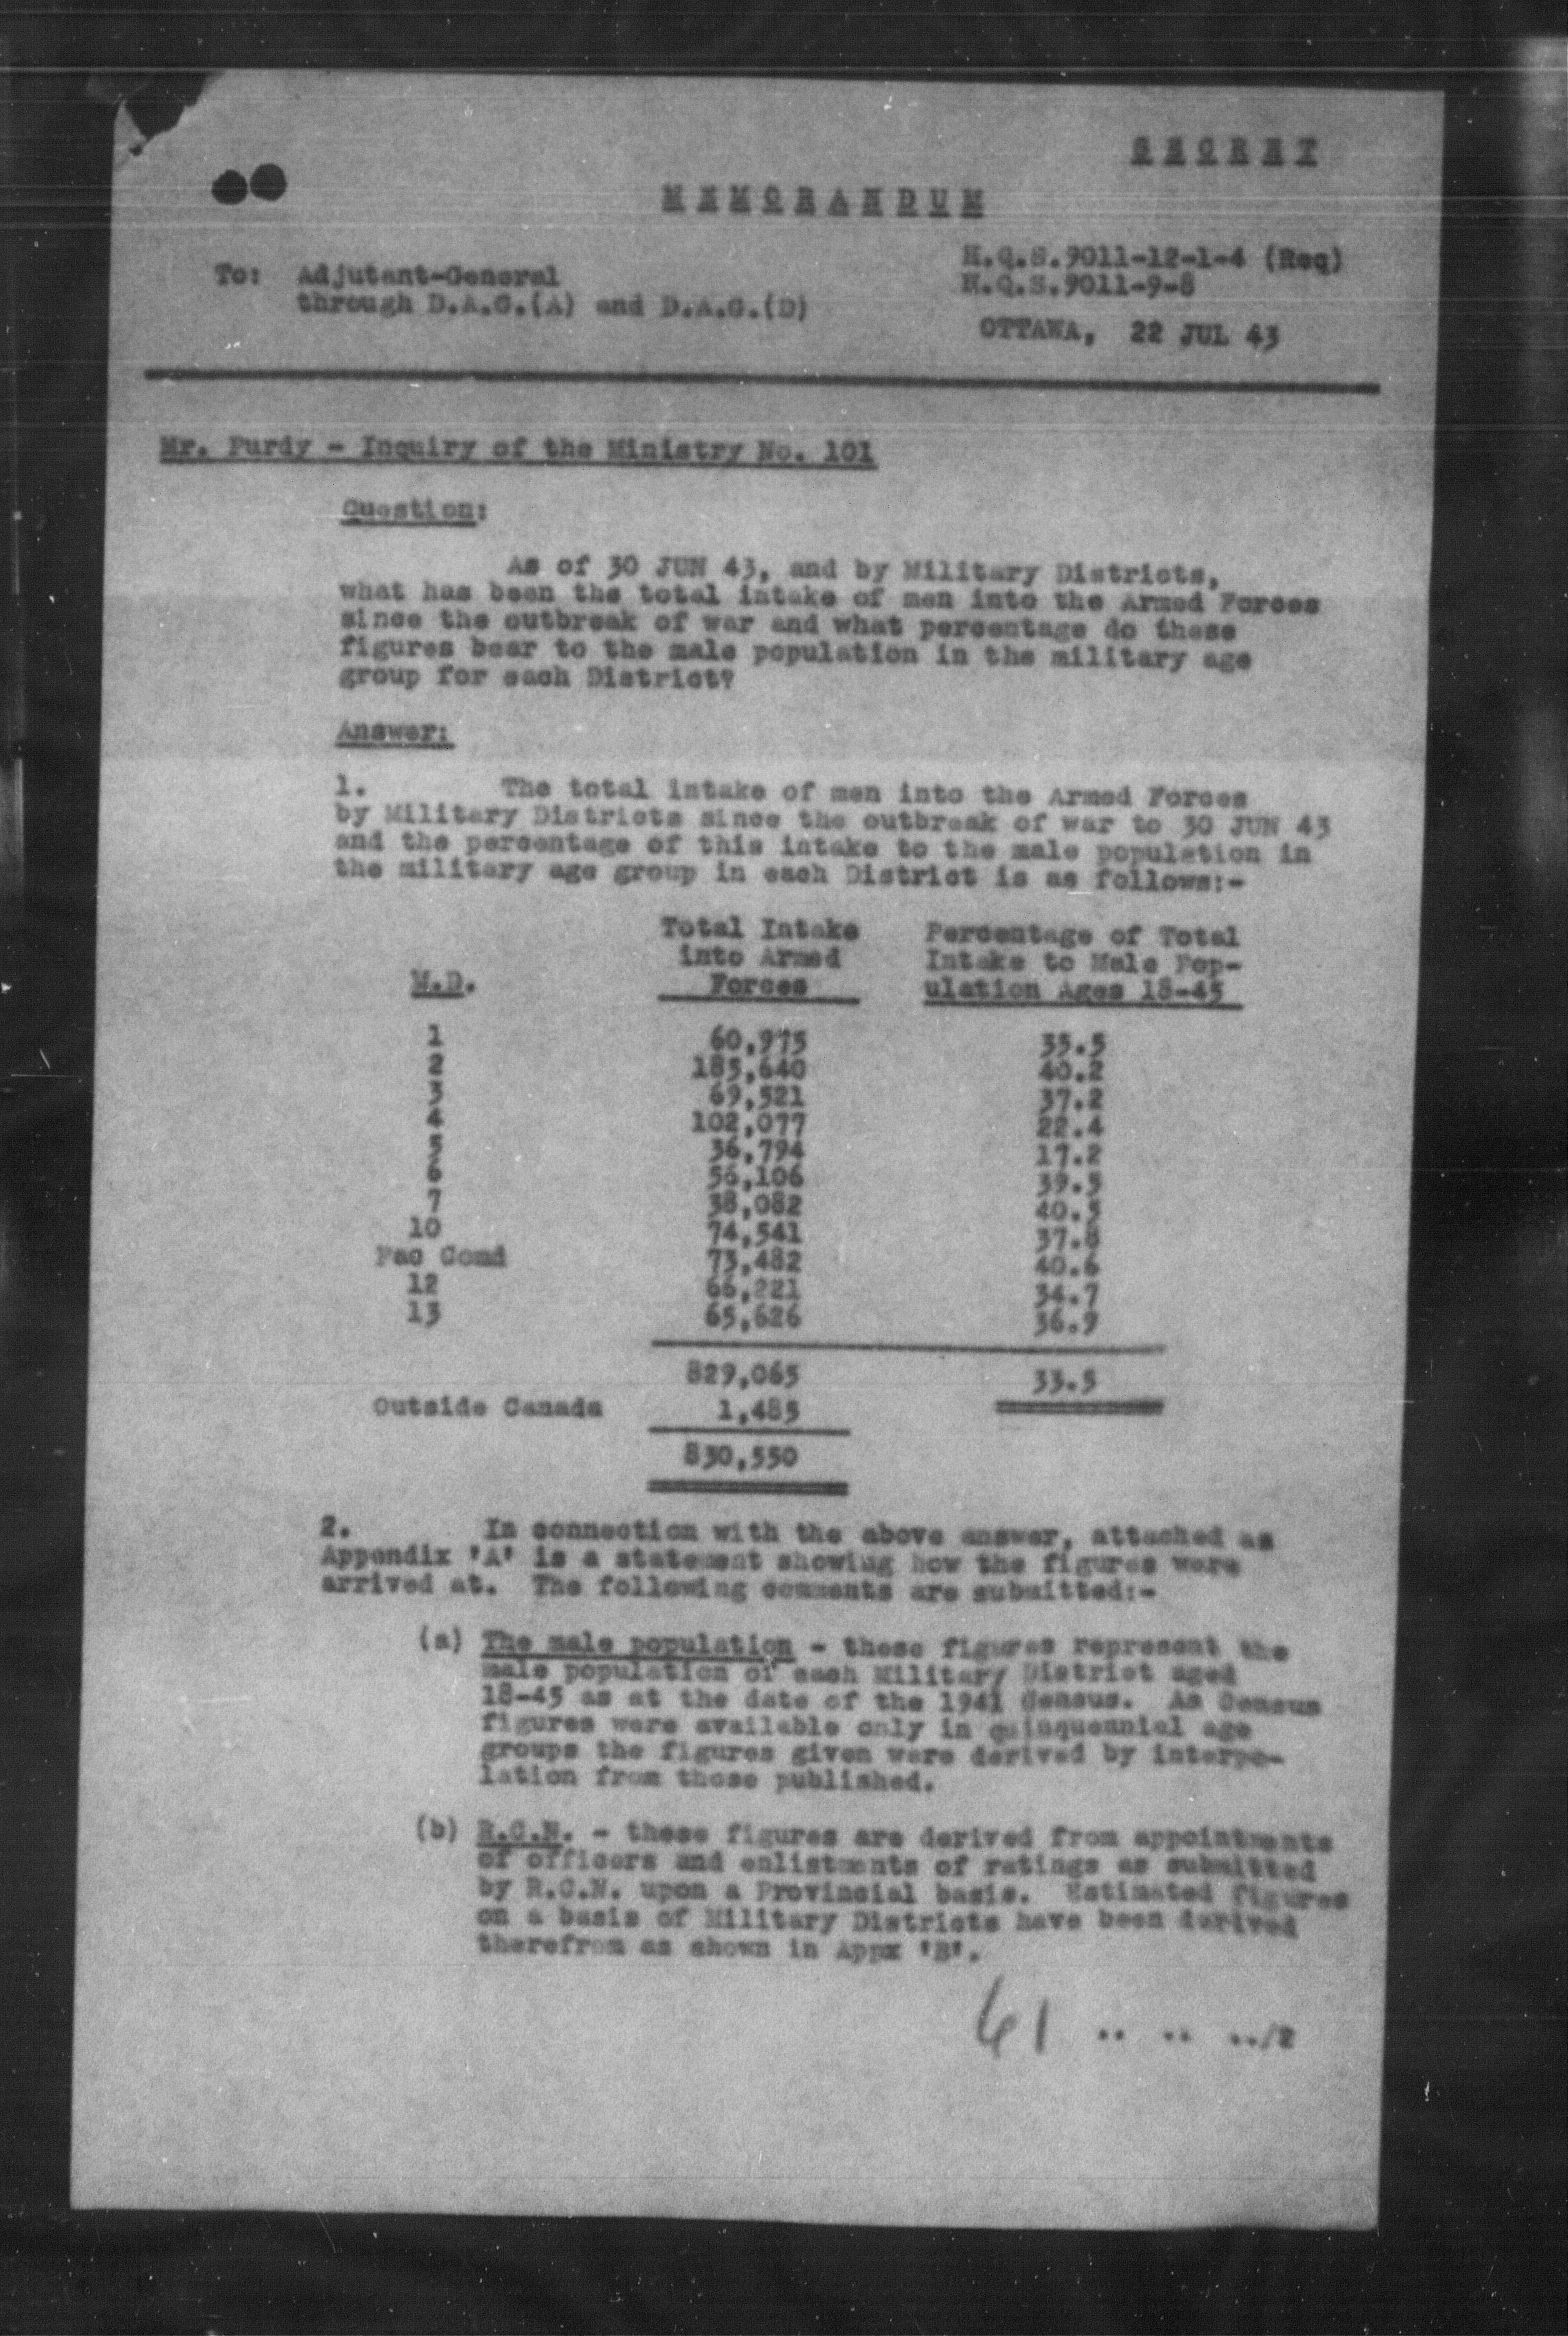 SECRET
MEMORANDUM
H.Q.S.9011-12-1-4 (Req)
To: Adjutant-General
H.Q.S.9011-9-8
through D.A.G.(A) and D.A.G.(D)
OTTAWA, 22 JUL 43
Mr. Purdy - Inquiry of the Ministry No. 101
Question:
As of 30 JUN 43, and by Military Districts,
what has been the total intake of men into the Armed Forces
since the outbreak of war and what percentage do these
figures bear to the male population in the military age
group for each District?
Answer:
1. The total intake of men into the Armed Forces
by Military Districts since the outbreak of war to 30 JUN 43
and the percentage of this intake to the male population in
the military age group in each District is as follows:-
Total Intake Percentage of Total
into Armed Intake to Male Pop-
M.D. Forces ulation Ages 18-45
1 60,975 35.5
2 185,640 40.2
3 69,521 37.2
4 102,077 22.4
5 36,794 17.2
6 56,106 39.5
7 38,082 40.5
10 74,541 37.8
Pac Comd 73,482 40.6
12 66,221 34.7
13 65,626 36.9
829,065 33.5
Outside Canada 1,485
830,550
2. In connection with the above answer, attached as
Appendix 'A' is a statement showing how the figures were
arrived at. The following comments are submitted:-
(a) The male population - these figures represent the
male population of each Military District aged
18-45 as at the date of the 1941 Census. As Census
figures were available only in quinquennial age
groups the figures given were derived by interpo-
lation from those published.
(b) R.C.N. - these figures are derived from appointments
of officers and enlistments of ratings as submitted
by R.C.N. upon a Provincial basis. Estimated figures
on a basis of Military Districts have been derived
therefrom as shown in Appx 'B'.
61 .. .. ../2